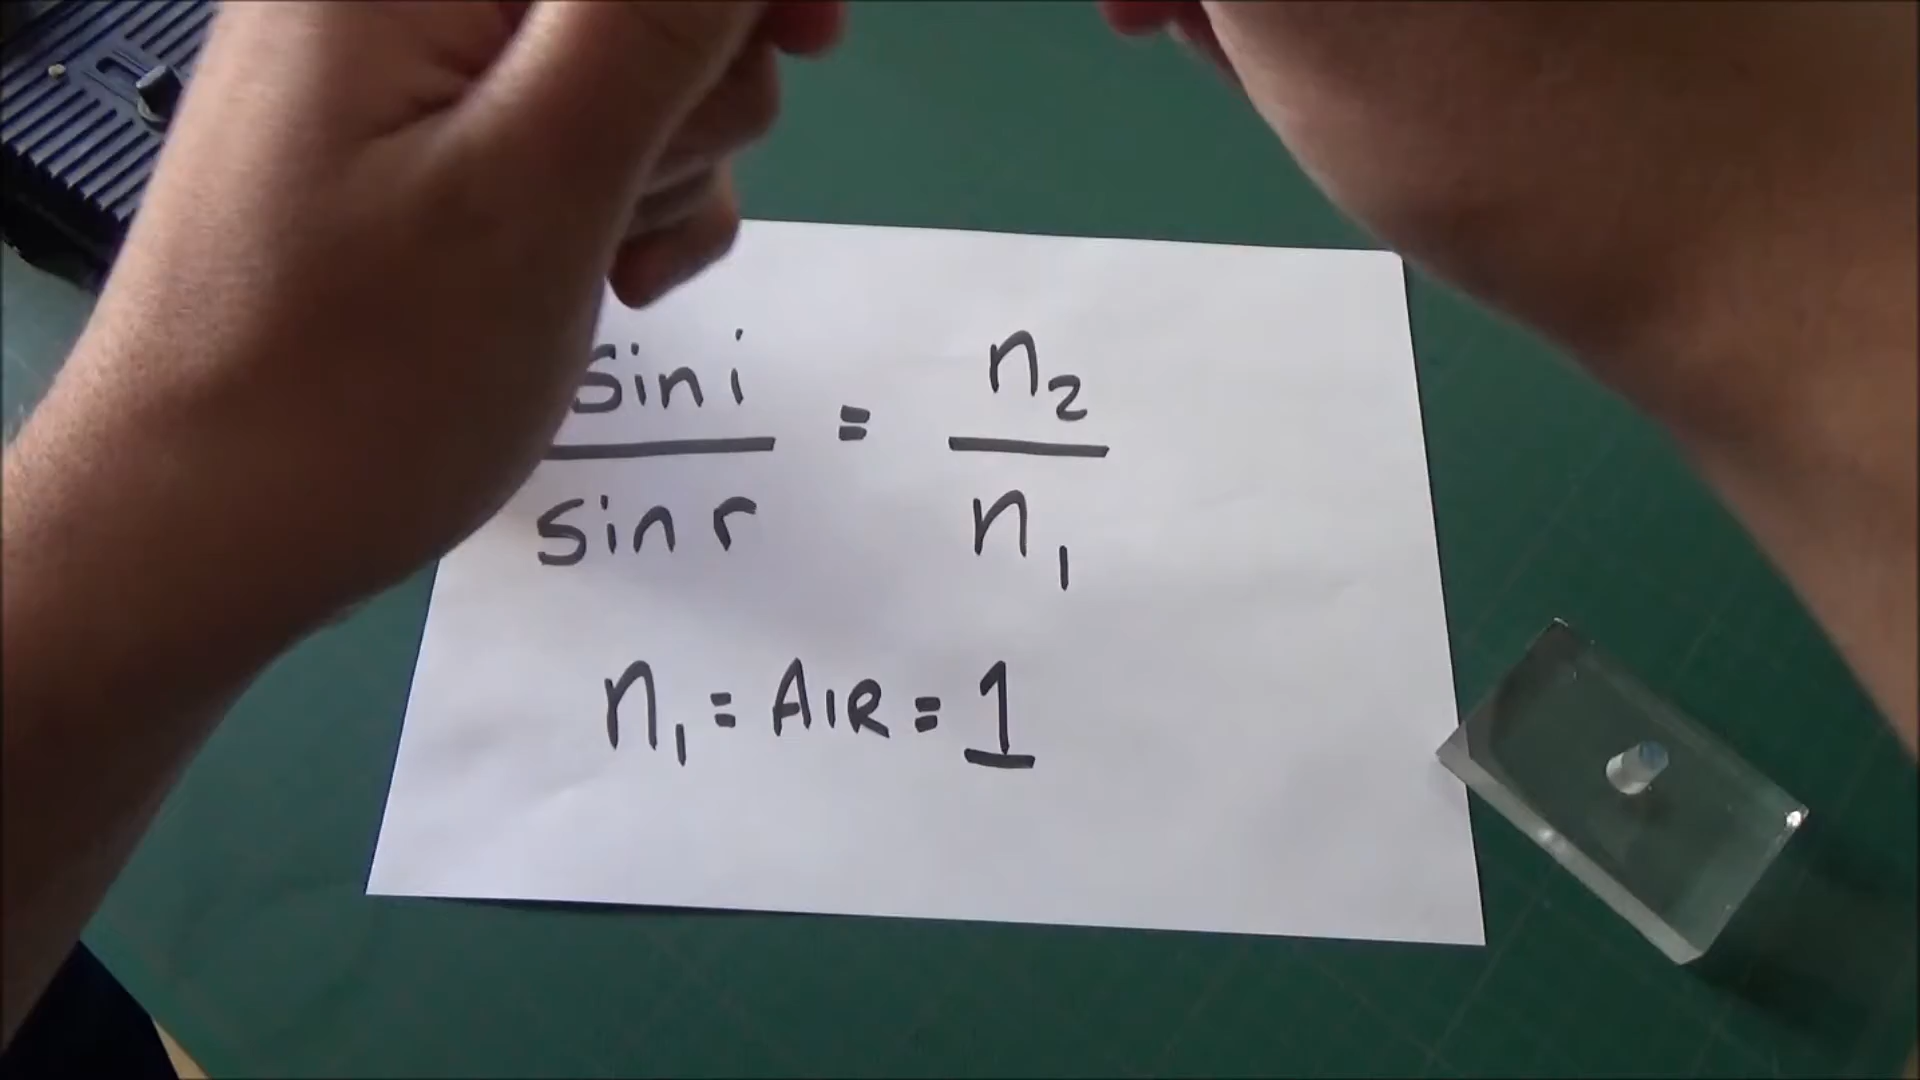 sin i = n2
sin r n1
n1 = AIR = 1